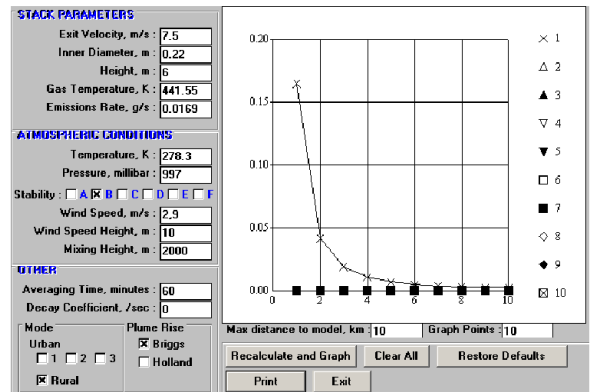 STACK PARAMETERS
Exit Velocity, m/s : 7.5
Inner Diameter, m : 0.22
Height, m : 6
Gas Temperature, K : 441.55
Emissions Rate, g/s : 0.0169
ATMOSPHERIC CONDITIONS
Temperature, K : 278.3
Pressure, millibar : 997
Stability : A B C D E F
Wind Speed, m/s : 2.9
Wind Speed Height, m : 10
Mixing Height, m : 2000
OTHER
Averaging Time, minutes : 60
Decay Coefficient, /sec : 0
Mode
Urban
1 2 3
Rural
Plume Rise
Briggs
Holland
0.20
0.15
0.10
0.05
0.00
0 2 4 6 8 10
1
2
3
4
5
6
7
8
9
10
Max distance to model, km : 10 Graph Points : 10
Recalculate and Graph Clear All Restore Defaults
Print Exit